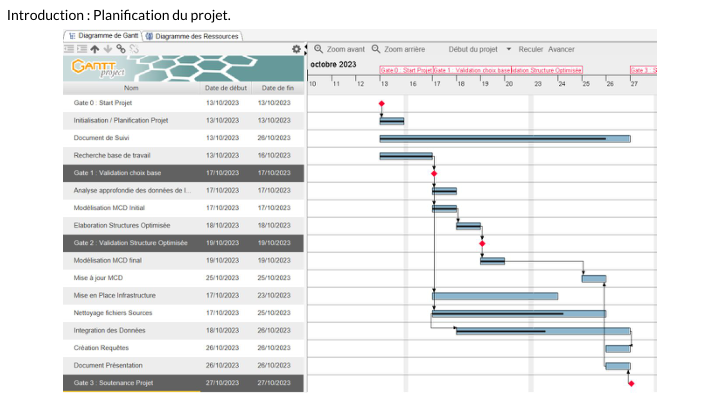 Introduction : Planification du projet.
Diagramme de Gantt
Diagramme des Ressources
Zoom avant
Zoom arrière
Début du projet
Reculer
Avancer
GANTT
project
octobre 2023
Gate 0 : Start Projet
Gate 1 : Validation choix base
Nom
Date de début
Date de fin
10 11 12 13 16 17 18 19 20 23 24 25 26 27
Gate 0 : Start Projet 13/10/2023 13/10/2023
Initialisation / Planification Projet 13/10/2023 13/10/2023
Document de Suivi 13/10/2023 26/10/2023
Recherche base de travail 13/10/2023 16/10/2023
Gate 1 : Validation choix base 17/10/2023 17/10/2023
Analyse approfondie des données de l... 17/10/2023 17/10/2023
Modélisation MCD Initial 17/10/2023 17/10/2023
Elaboration Structures Optimisée 18/10/2023 18/10/2023
Gate 2 : Validation Structure Optimisée 19/10/2023 19/10/2023
Modélisation MCD final 19/10/2023 19/10/2023
Mise à jour MCD 25/10/2023 25/10/2023
Mise en Place Infrastructure 17/10/2023 23/10/2023
Nettoyage fichiers Sources 17/10/2023 25/10/2023
Integration des Données 18/10/2023 26/10/2023
Création Requêtes 26/10/2023 26/10/2023
Document Présentation 26/10/2023 26/10/2023
Gate 3 : Soutenance Projet 27/10/2023 27/10/2023